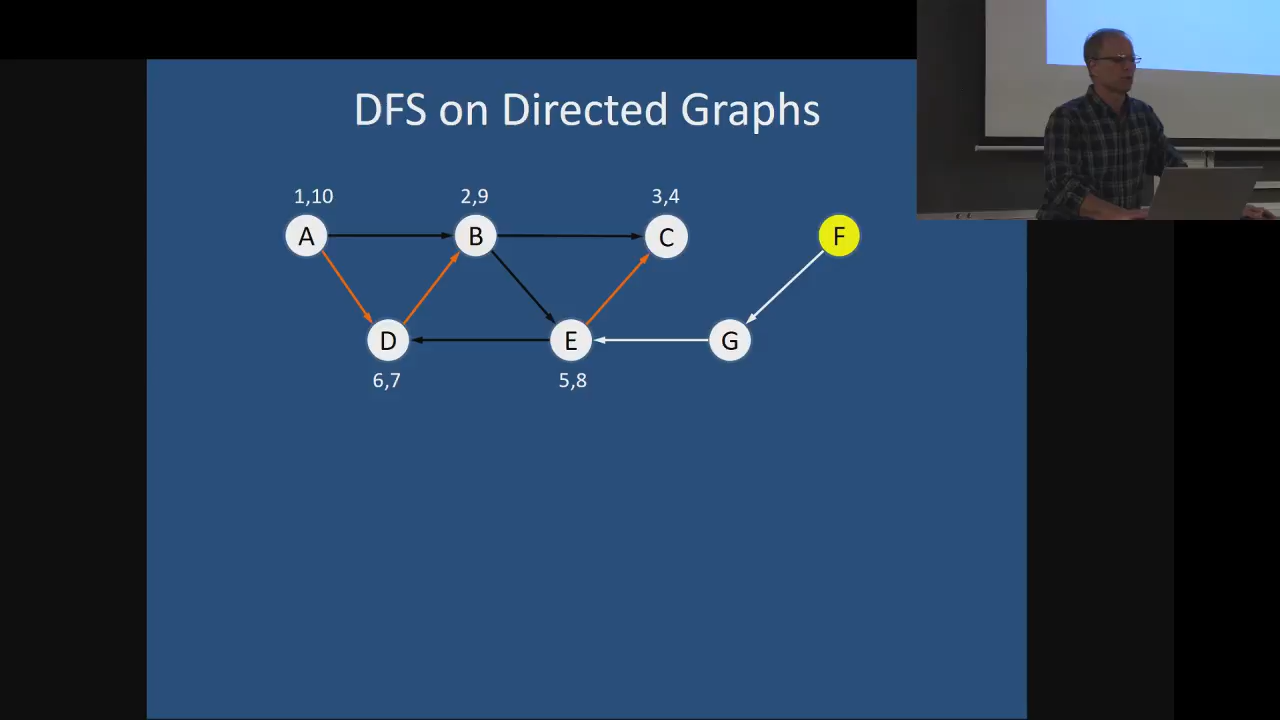 DFS on Directed Graphs
1,10 2,9 3,4
A B C F
D E G
6,7 5,8